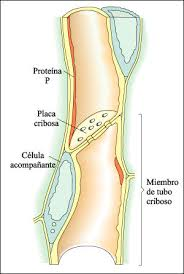 Proteína
P
Placa
cribosa
Célula
acompañante
Miembro
de tubo
criboso